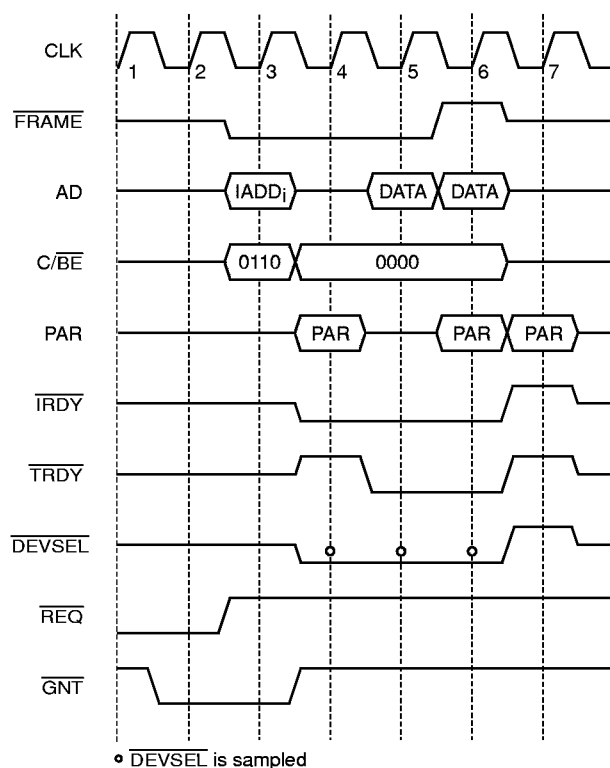 CLK
1 2 3 4 5 6 7
FRAME
AD IADDi DATA DATA
C/BE 0110 0000
PAR PAR PAR PAR
IRDY
TRDY
DEVSEL
REQ
GNT
DEVSEL is sampled